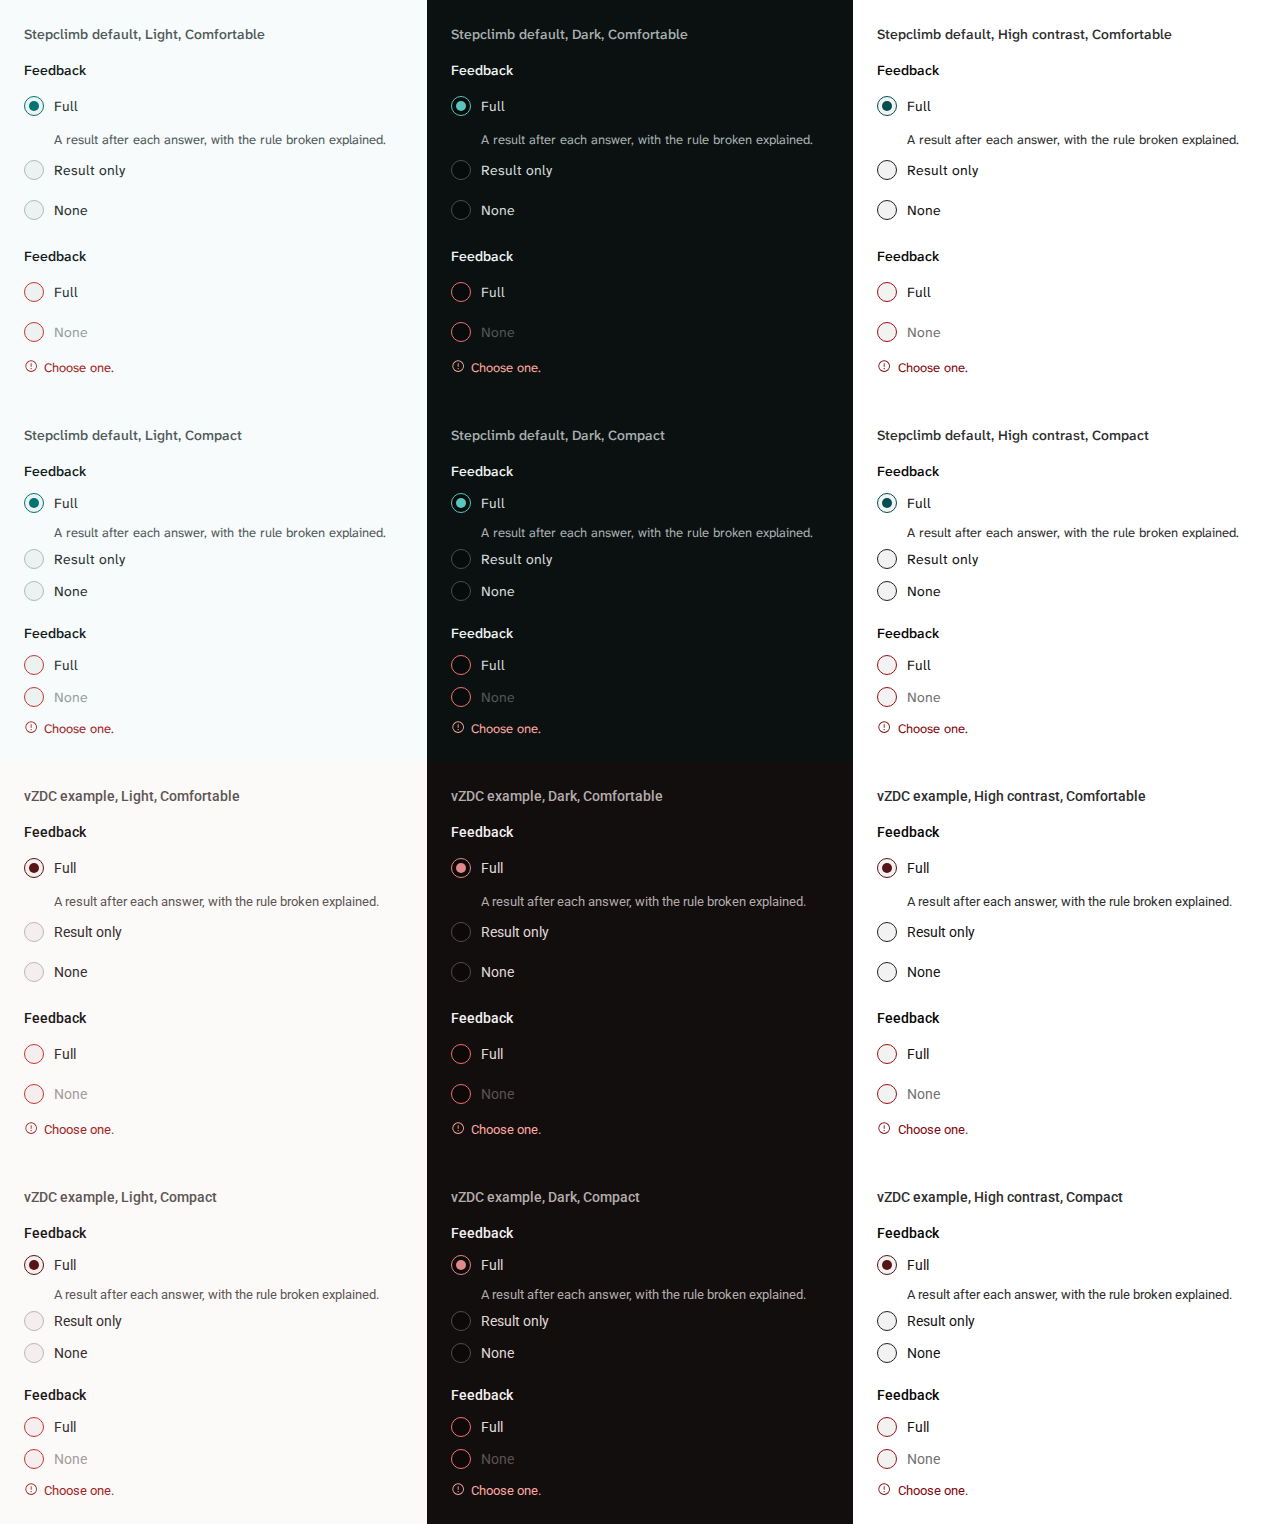 Stepclimb default, Light, Comfortable
Feedback
Full
A result after each answer, with the rule broken explained.
Result only
None
Feedback
Full
None
Choose one.
Stepclimb default, Dark, Comfortable
Feedback
Full
A result after each answer, with the rule broken explained.
Result only
None
Feedback
Full
None
Choose one.
Stepclimb default, High contrast, Comfortable
Feedback
Full
A result after each answer, with the rule broken explained.
Result only
None
Feedback
Full
None
Choose one.
Stepclimb default, Light, Compact
Feedback
Full
A result after each answer, with the rule broken explained.
Result only
None
Feedback
Full
None
Choose one.
Stepclimb default, Dark, Compact
Feedback
Full
A result after each answer, with the rule broken explained.
Result only
None
Feedback
Full
None
Choose one.
Stepclimb default, High contrast, Compact
Feedback
Full
A result after each answer, with the rule broken explained.
Result only
None
Feedback
Full
None
Choose one.
vZDC example, Light, Comfortable
Feedback
Full
A result after each answer, with the rule broken explained.
Result only
None
Feedback
Full
None
Choose one.
vZDC example, Dark, Comfortable
Feedback
Full
A result after each answer, with the rule broken explained.
Result only
None
Feedback
Full
None
Choose one.
vZDC example, High contrast, Comfortable
Feedback
Full
A result after each answer, with the rule broken explained.
Result only
None
Feedback
Full
None
Choose one.
vZDC example, Light, Compact
Feedback
Full
A result after each answer, with the rule broken explained.
Result only
None
Feedback
Full
None
Choose one.
vZDC example, Dark, Compact
Feedback
Full
A result after each answer, with the rule broken explained.
Result only
None
Feedback
Full
None
Choose one.
vZDC example, High contrast, Compact
Feedback
Full
A result after each answer, with the rule broken explained.
Result only
None
Feedback
Full
None
Choose one.